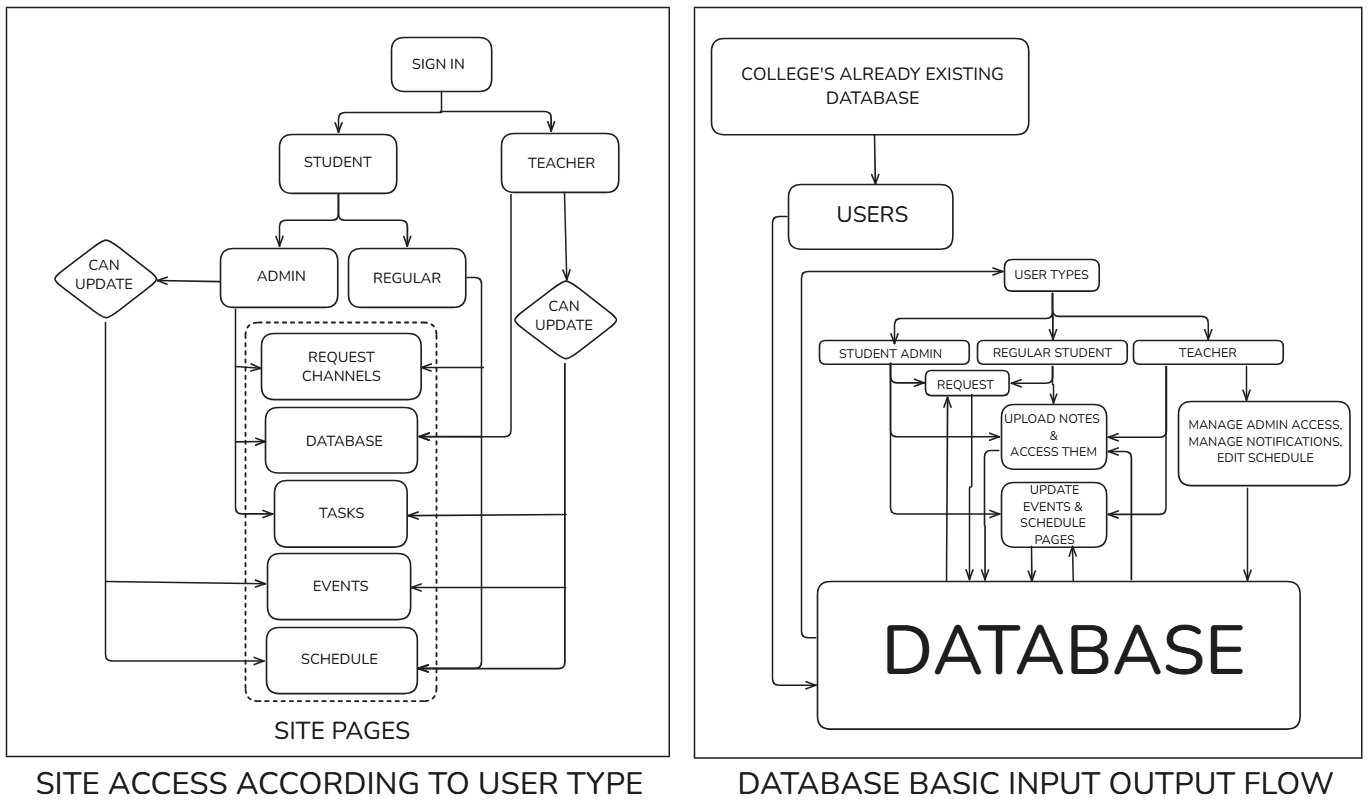 SIGN IN
STUDENT
TEACHER
ADMIN
REGULAR
CAN
UPDATE
CAN
UPDATE
REQUEST
CHANNELS
DATABASE
TASKS
EVENTS
SCHEDULE
SITE PAGES
SITE ACCESS ACCORDING TO USER TYPE
COLLEGE'S ALREADY EXISTING
DATABASE
USERS
USER TYPES
STUDENT ADMIN
REGULAR STUDENT
TEACHER
REQUEST
UPLOAD NOTES
&
ACCESS THEM
MANAGE ADMIN ACCESS,
MANAGE NOTIFICATIONS,
EDIT SCHEDULE
UPDATE
EVENTS &
SCHEDULE
PAGES
DATABASE
DATABASE BASIC INPUT OUTPUT FLOW